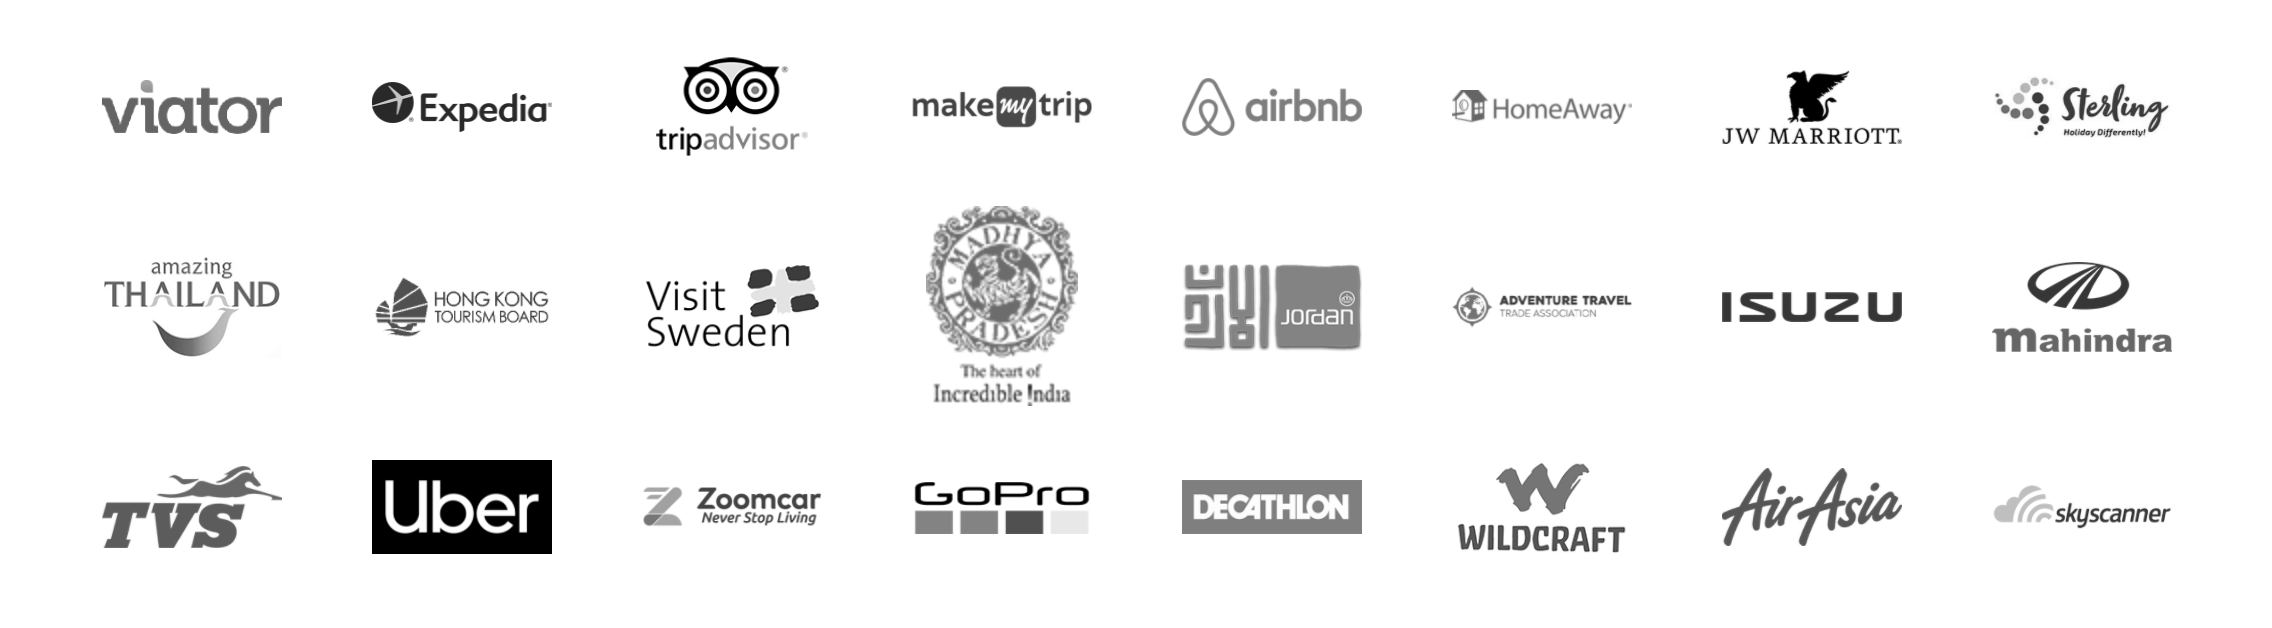 viator
Expedia®
tripadvisor®
make my trip
airbnb
HomeAway®
JW MARRIOTT®
Sterling
Holiday Differently!
amazing
THAILAND
HONG KONG
TOURISM BOARD
Visit
Sweden
MADHYA
PRADESH
The heart of
Incredible !ndia
الأردن
JORDAN
ADVENTURE TRAVEL
TRADE ASSOCIATION
ISUZU
mahindra
TVS
Uber
Zoomcar
Never Stop Living
GoPro
DECATHLON
W
WILDCRAFT
AirAsia
skyscanner